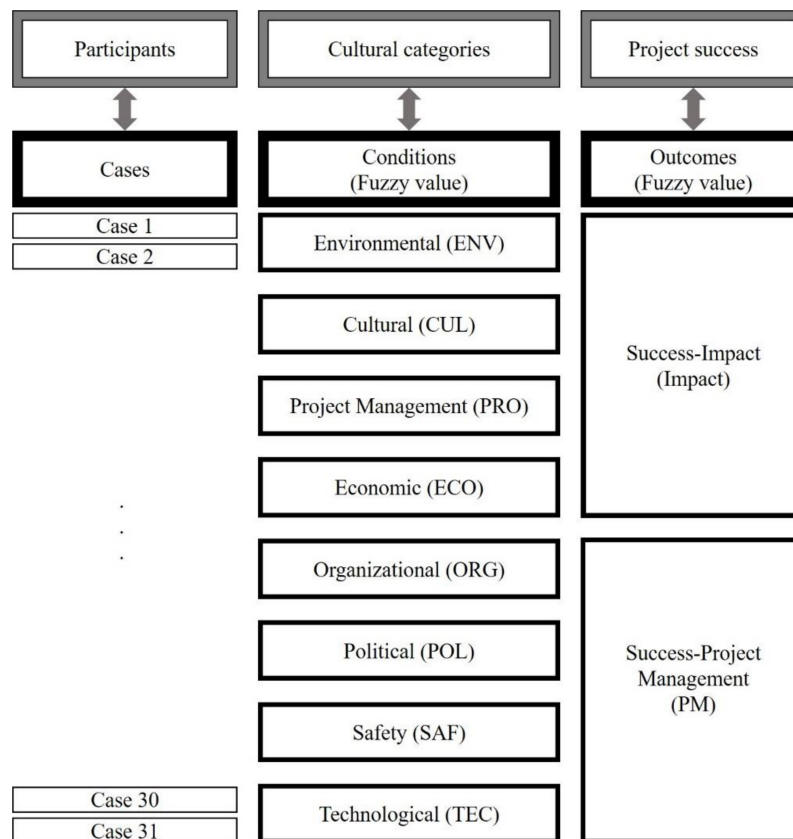 Participants
Cultural categories
Project success
Cases
Conditions
(Fuzzy value)
Outcomes
(Fuzzy value)
Case 1
Case 2
.
.
.
Case 30
Case 31
Environmental (ENV)
Cultural (CUL)
Project Management (PRO)
Economic (ECO)
Organizational (ORG)
Political (POL)
Safety (SAF)
Technological (TEC)
Success-Impact
(Impact)
Success-Project
Management
(PM)